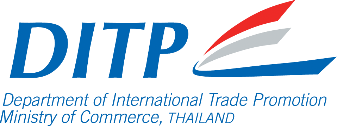 DITP
Department of International Trade Promotion
Ministry of Commerce, THAILAND